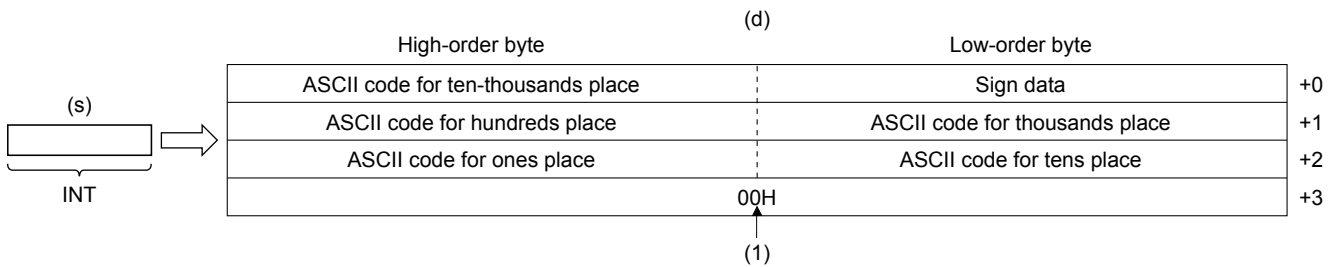 (d)
High-order byte Low-order byte
ASCII code for ten-thousands place Sign data +0
(s)
ASCII code for hundreds place ASCII code for thousands place +1
ASCII code for ones place ASCII code for tens place +2
INT
00H +3
(1)